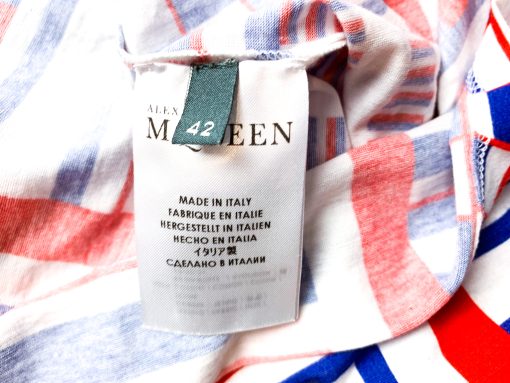 ALEX
42
M QUEEN
MADE IN ITALY
FABRIQUE EN ITALIE
HERGESTELLT IN ITALIEN
HECHO EN ITALIA
イタリア製
СДЕЛАНО В ИТАЛИИ